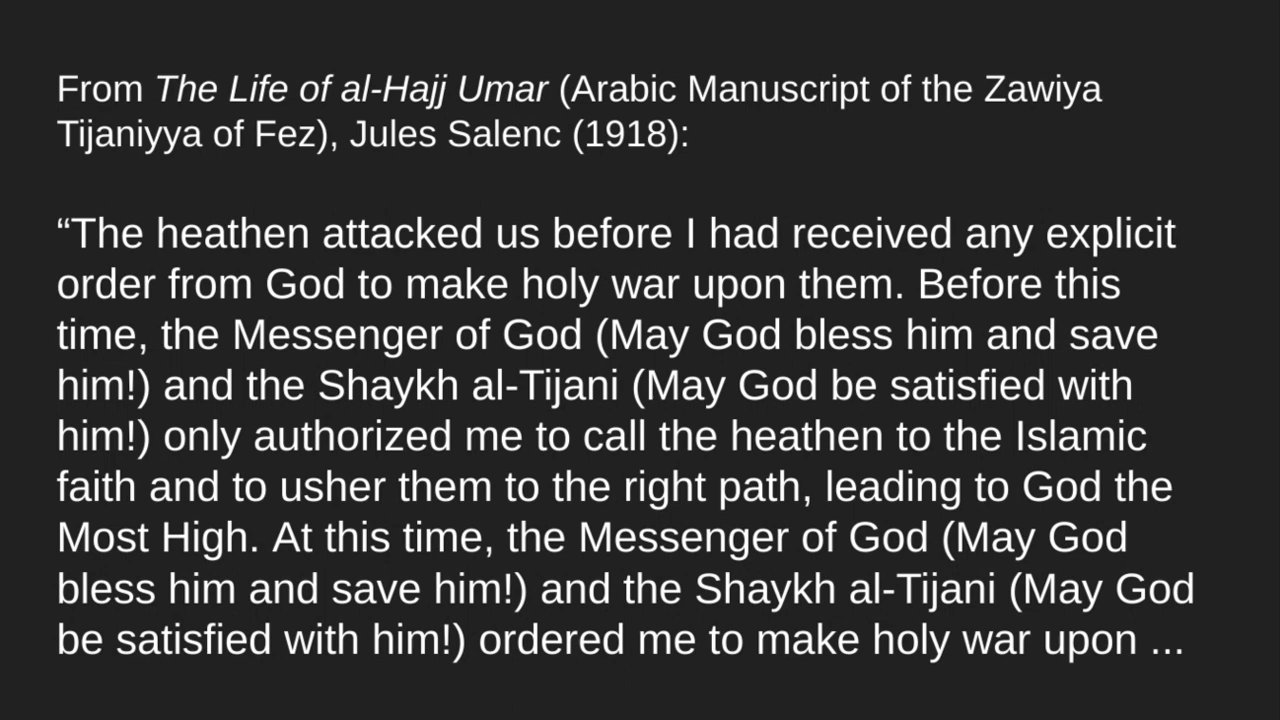 From The Life of al-Hajj Umar (Arabic Manuscript of the Zawiya
Tijaniyya of Fez), Jules Salenc (1918):
“The heathen attacked us before I had received any explicit
order from God to make holy war upon them. Before this
time, the Messenger of God (May God bless him and save
him!) and the Shaykh al-Tijani (May God be satisfied with
him!) only authorized me to call the heathen to the Islamic
faith and to usher them to the right path, leading to God the
Most High. At this time, the Messenger of God (May God
bless him and save him!) and the Shaykh al-Tijani (May God
be satisfied with him!) ordered me to make holy war upon ...